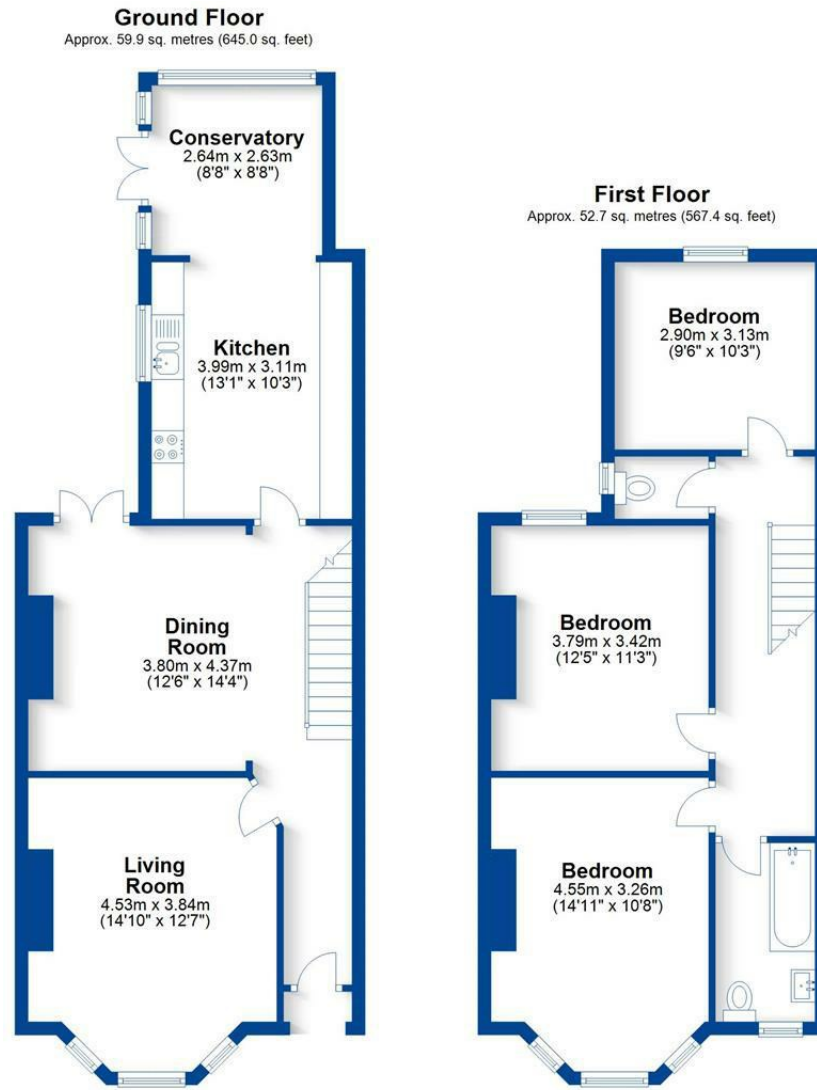 Ground Floor
Approx. 59.9 sq. metres (645.0 sq. feet)
Conservatory
2.64m x 2.63m
(8'8" x 8'8")
Kitchen
3.99m x 3.11m
(13'1" x 10'3")
Dining
Room
3.80m x 4.37m
(12'6" x 14'4")
Living
Room
4.53m x 3.84m
(14'10" x 12'7")
First Floor
Approx. 52.7 sq. metres (567.4 sq. feet)
Bedroom
2.90m x 3.13m
(9'6" x 10'3")
Bedroom
3.79m x 3.42m
(12'5" x 11'3")
Bedroom
4.55m x 3.26m
(14'11" x 10'8")